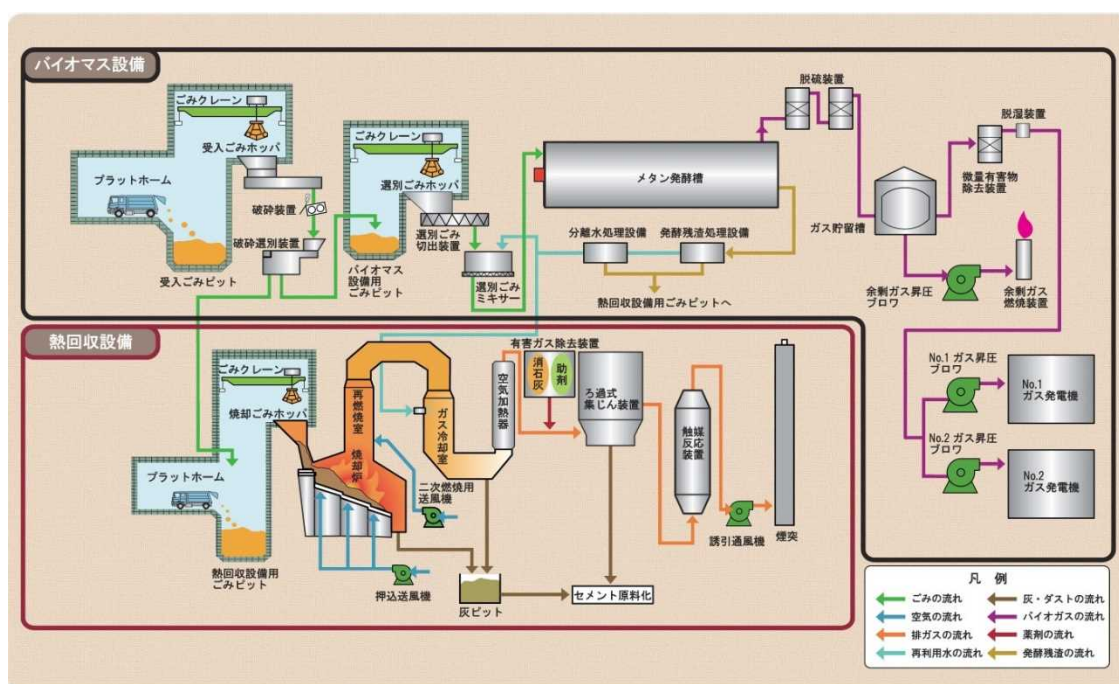 バイオマス設備
ごみクレーン
受入ごみホッパ
プラットホーム
破砕装置
破砕選別装置
受入ごみピット
ごみクレーン
選別ごみホッパ
選別ごみ
切出装置
バイオマス
設備用
ごみピット
選別ごみ
ミキサー
メタン発酵槽
分離水処理設備
発酵残渣処理設備
熱回収設備用ごみピットへ
脱硫装置
脱湿装置
微量有害物
除去装置
ガス貯留槽
余剰ガス昇圧
ブロワ
余剰ガス
燃焼装置
No.1 ガス昇圧
ブロワ
No.1
ガス発電機
No.2 ガス昇圧
ブロワ
No.2
ガス発電機
熱回収設備
ごみクレーン
焼却ごみホッパ
プラットホーム
熱回収設備用
ごみピット
再燃焼室
焼却炉
ガス冷却室
二次燃焼用
送風機
押込送風機
空気加熱器
有害ガス除去装置
消石灰
助剤
ろ過式
集じん装置
触媒
反応
装置
誘引通風機
煙突
灰ピット
セメント原料化
凡 例
ごみの流れ
空気の流れ
排ガスの流れ
再利用水の流れ
灰・ダストの流れ
バイオガスの流れ
薬剤の流れ
発酵残渣の流れ